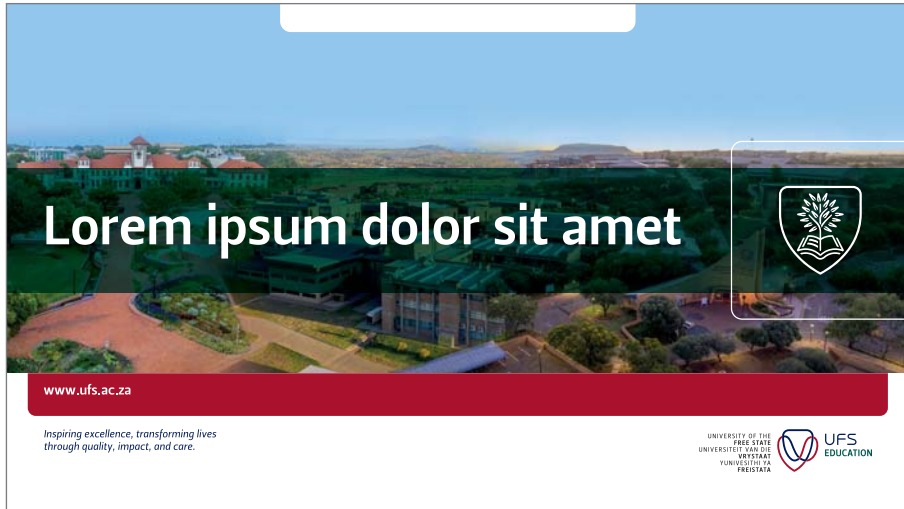 Lorem ipsum dolor sit amet
www.ufs.ac.za
Inspiring excellence, transforming lives
through quality, impact, and care.
UNIVERSITY OF THE
FREE STATE
UNIVERSITEIT VAN DIE
VRYSTAAT
YUNIVESITHI YA
FREISTATA
UFS
EDUCATION